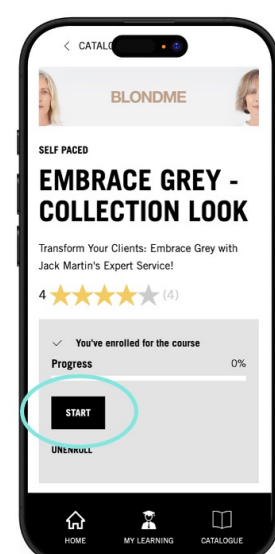 < CATALO
BLONDME
SELF PACED
EMBRACE GREY -
COLLECTION LOOK
Transform Your Clients: Embrace Grey with
Jack Martin's Expert Service!
4 (4)
You've enrolled for the course
Progress 0%
START
UNENROLL
HOME MY LEARNING CATALOGUE